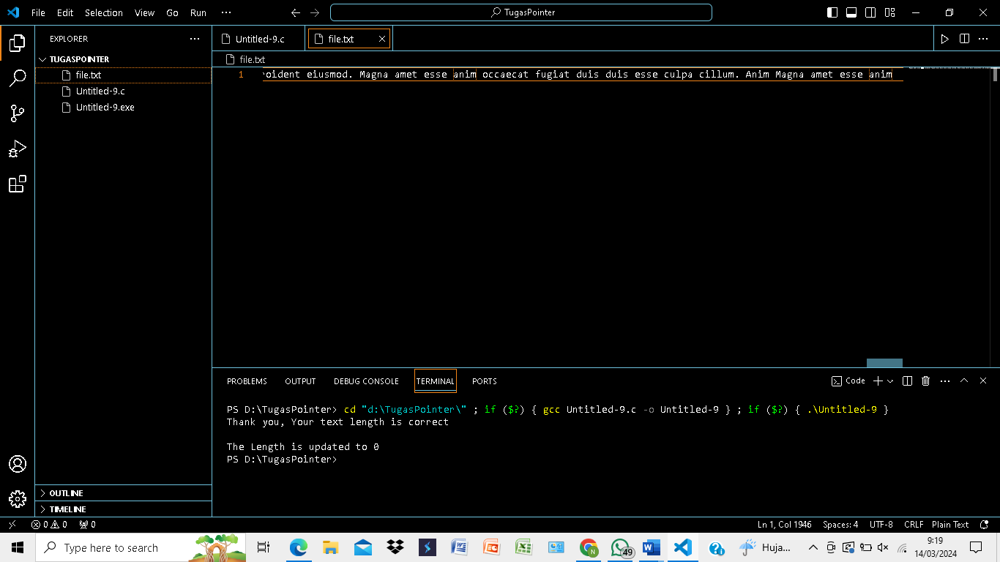 File Edit Selection View Go Run ···
TugasPointer
EXPLORER
TUGASPOINTER
file.txt
Untitled-9.c
Untitled-9.exe
OUTLINE
TIMELINE
Untitled-9.c
file.txt
file.txt
1
oident eiusmod. Magna amet esse anim occaecat fugiat duis duis esse culpa cillum. Anim Magna amet esse anim
PROBLEMS OUTPUT DEBUG CONSOLE TERMINAL PORTS
Code
PS D:\TugasPointer> cd "d:\TugasPointer\" ; if ($?) { gcc Untitled-9.c -o Untitled-9 } ; if ($?) { .\Untitled-9 }
Thank you, Your text length is correct
The Length is updated to 0
PS D:\TugasPointer>
0 0 0
Ln 1, Col 1946 Spaces: 4 UTF-8 CRLF Plain Text
Type here to search
49
Huja...
9:19
14/03/2024